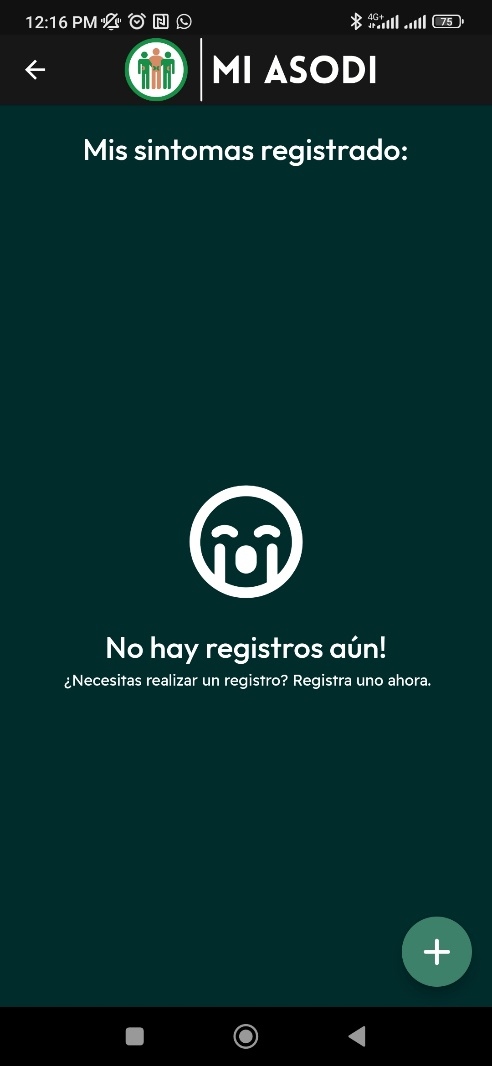 12:16 PM 4G+ 75
MI ASODI
Mis sintomas registrado:
No hay registros aún!
¿Necesitas realizar un registro? Registra uno ahora.